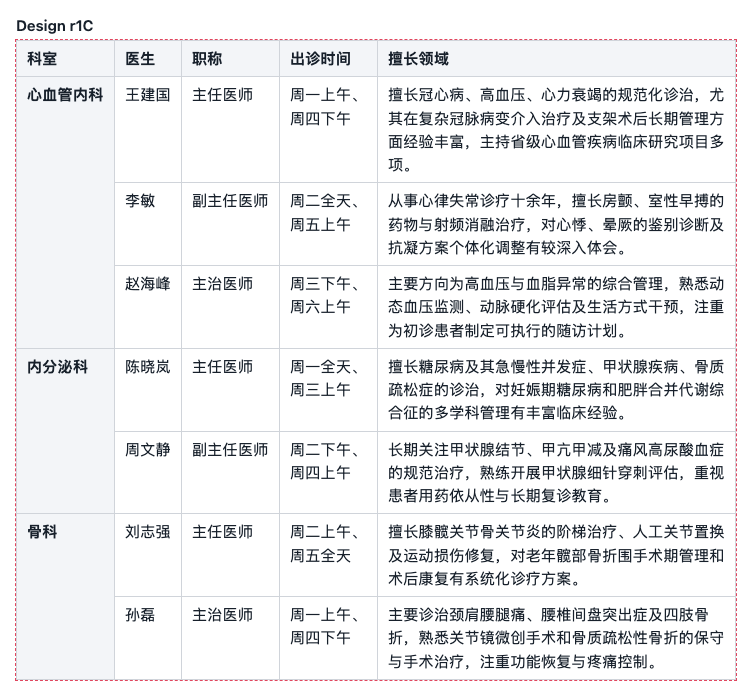 Design r1C
科室 医生 职称 出诊时间 擅长领域
心血管内科 王建国 主任医师 周一上午、 擅长冠心病、高血压、心力衰竭的规范化诊治，尤
周四下午 其在复杂冠脉病变介入治疗及支架术后长期管理方
面经验丰富，主持省级心血管疾病临床研究项目多
项。
李敏 副主任医师 周二全天、 从事心律失常诊疗十余年，擅长房颤、室性早搏的
周五上午 药物与射频消融治疗，对心悸、晕厥的鉴别诊断及
抗凝方案个体化调整有较深入体会。
赵海峰 主治医师 周三下午、 主要方向为高血压与血脂异常的综合管理，熟悉动
周六上午 态血压监测、动脉硬化评估及生活方式干预，注重
为初诊患者制定可执行的随访计划。
内分泌科 陈晓岚 主任医师 周一全天、 擅长糖尿病及其急慢性并发症、甲状腺疾病、骨质
周三上午 疏松症的诊治，对妊娠期糖尿病和肥胖合并代谢综
合征的多学科管理有丰富临床经验。
周文静 副主任医师 周二下午、 长期关注甲状腺结节、甲亢甲减及痛风高尿酸血症
周四上午 的规范治疗，熟练开展甲状腺细针穿刺评估，重视
患者用药依从性与长期复诊教育。
骨科 刘志强 主任医师 周二上午、 擅长膝髋关节骨关节炎的阶梯治疗、人工关节置换
周五全天 及运动损伤修复，对老年髋部骨折围手术期管理和
术后康复有系统化诊疗方案。
孙磊 主治医师 周一上午、 主要诊治颈肩腰腿痛、腰椎间盘突出症及四肢骨
周四下午 折，熟悉关节镜微创手术和骨质疏松性骨折的保守
与手术治疗，注重功能恢复与疼痛控制。